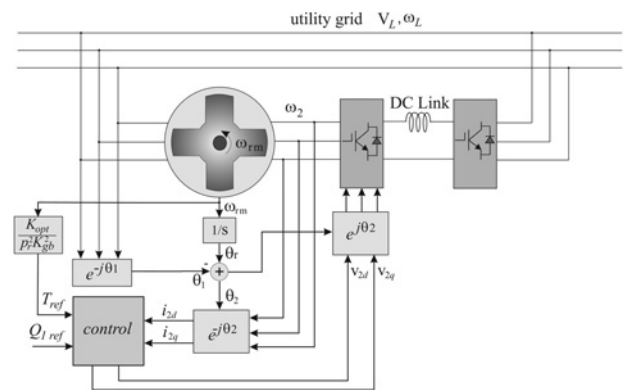 utility grid V_L, ω_L
DC Link
ω_2
ω_rm
ω_rm
K_opt
p_r^2 K_gb^2
1/s
e^jθ2
θ_r
e^-jθ1
θ_1
-
+
v_2d v_2q
T_ref
θ_2
control
i_2d
i_2q
e^-jθ2
Q_1 ref